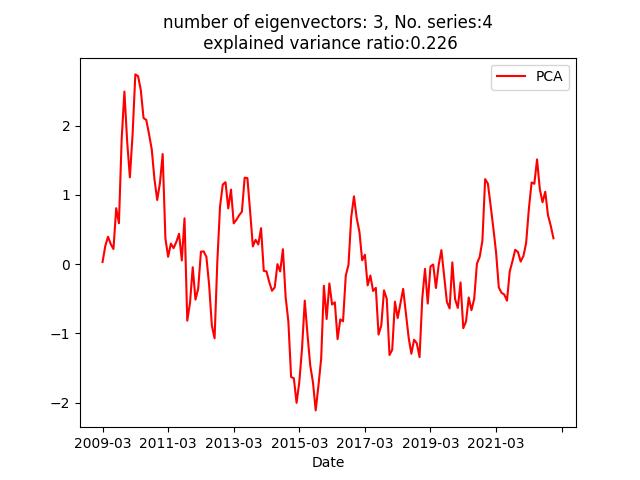 number of eigenvectors: 3, No. series:4
explained variance ratio:0.226
PCA
2
1
0
−1
−2
2009-03 2011-03 2013-03 2015-03 2017-03 2019-03 2021-03
Date